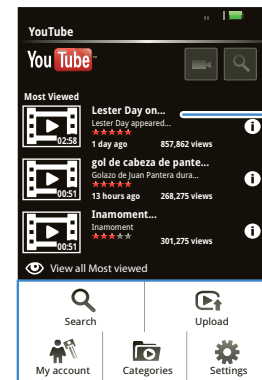 YouTube
You Tube
Most Viewed
Lester Day on...
Lester Day appeared...
02:58
1 day ago 857,862 views
gol de cabeza de pante...
Golazo de Juan Pantera dura...
00:51
13 hours ago 268,275 views
Inamoment...
Inamoment
00:51
301,275 views
View all Most viewed
Search Upload
My account Categories Settings